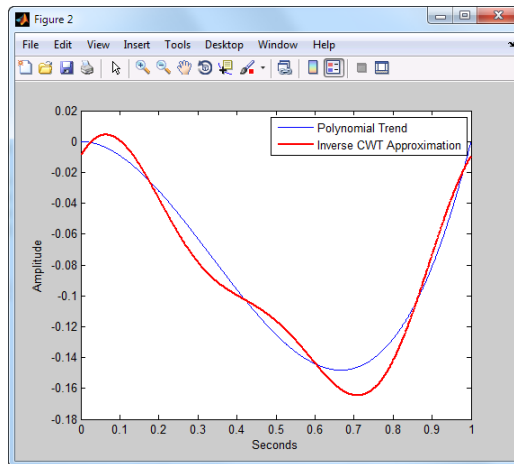 Figure 2
File Edit View Insert Tools Desktop Window Help
0.02
0
-0.02
-0.04
-0.06
-0.08
-0.1
-0.12
-0.14
-0.16
-0.18
Amplitude
Polynomial Trend
Inverse CWT Approximation
0 0.1 0.2 0.3 0.4 0.5 0.6 0.7 0.8 0.9 1
Seconds